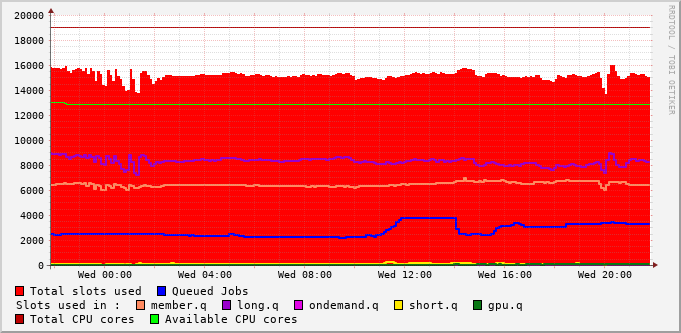 20000
18000
16000
14000
12000
10000
8000
6000
4000
2000
0
Wed 00:00 Wed 04:00 Wed 08:00 Wed 12:00 Wed 16:00 Wed 20:00
Total slots used Queued Jobs
Slots used in : member.q long.q ondemand.q short.q gpu.q
Total CPU cores Available CPU cores
RRDTOOL / TOBI OETIKER